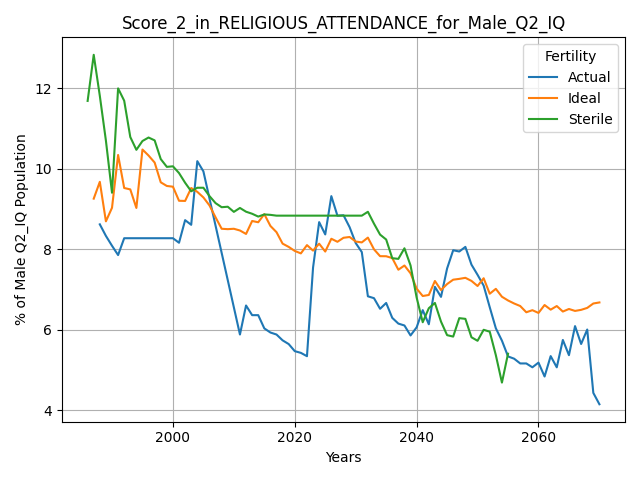 Score_2_in_RELIGIOUS_ATTENDANCE_for_Male_Q2_IQ
Fertility
Actual
Ideal
Sterile
% of Male Q2_IQ Population
12
10
8
6
4
2000
2020
2040
2060
Years